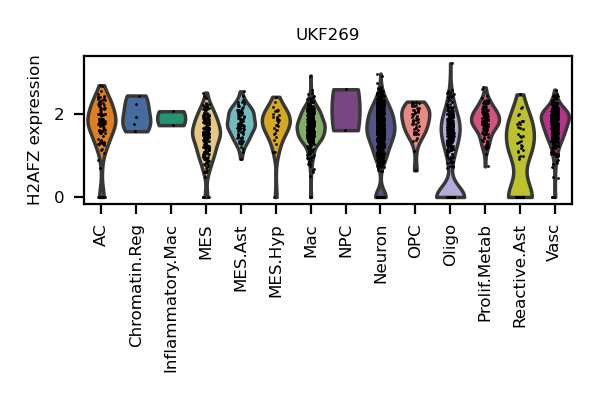 UKF269
H2AFZ expression
2
0
AC
Chromatin.Reg
Inflammatory.Mac
MES
MES.Ast
MES.Hyp
Mac
NPC
Neuron
OPC
Oligo
Prolif.Metab
Reactive.Ast
Vasc